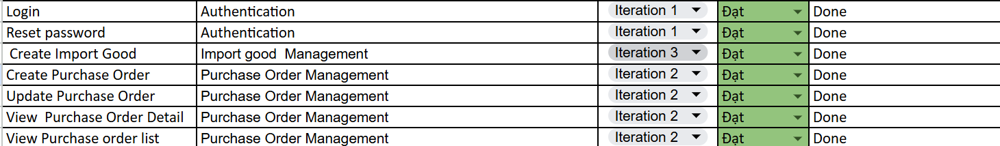 Login Authentication Iteration 1 Đạt Done
Reset password Authentication Iteration 1 Đạt Done
Create Import Good Import good  Management Iteration 3 Đạt Done
Create Purchase Order Purchase Order Management Iteration 2 Đạt Done
Update Purchase Order Purchase Order Management Iteration 2 Đạt Done
View  Purchase Order Detail Purchase Order Management Iteration 2 Đạt Done
View Purchase order list Purchase Order Management Iteration 2 Đạt Done